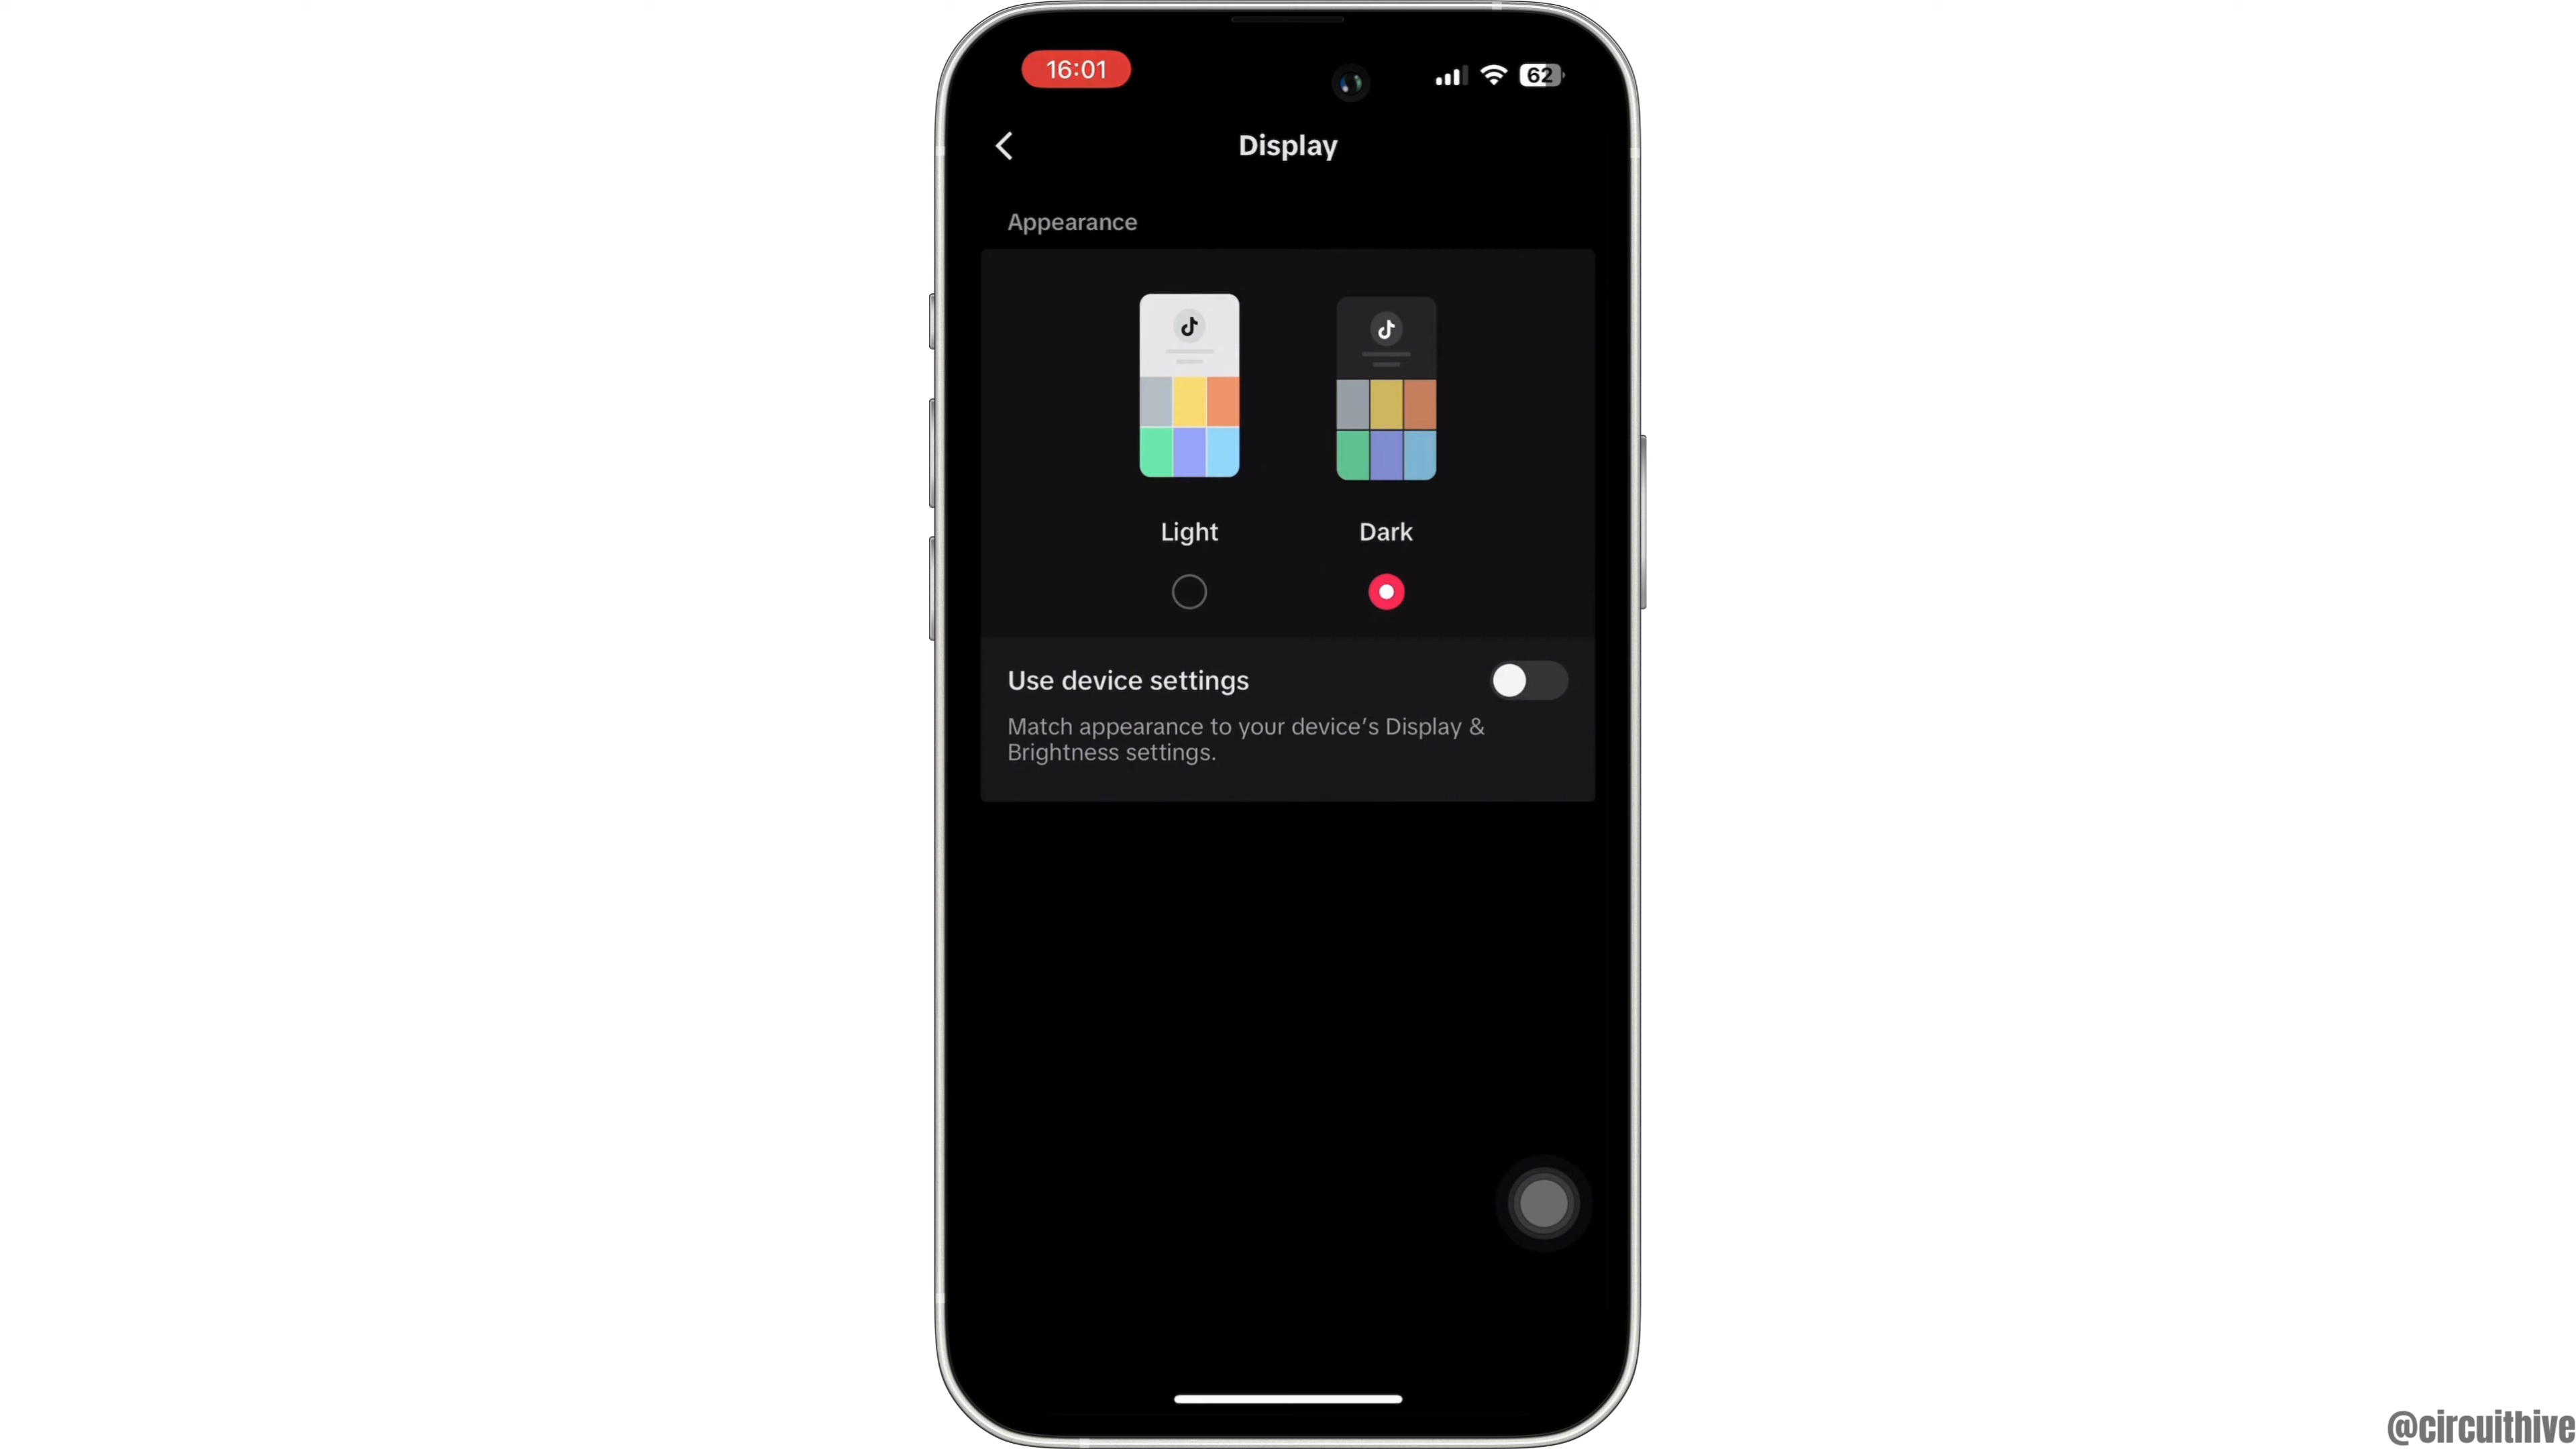 16:01
62
Display
Appearance
Light
Dark
Use device settings
Match appearance to your device’s Display &
Brightness settings.
@circuithive